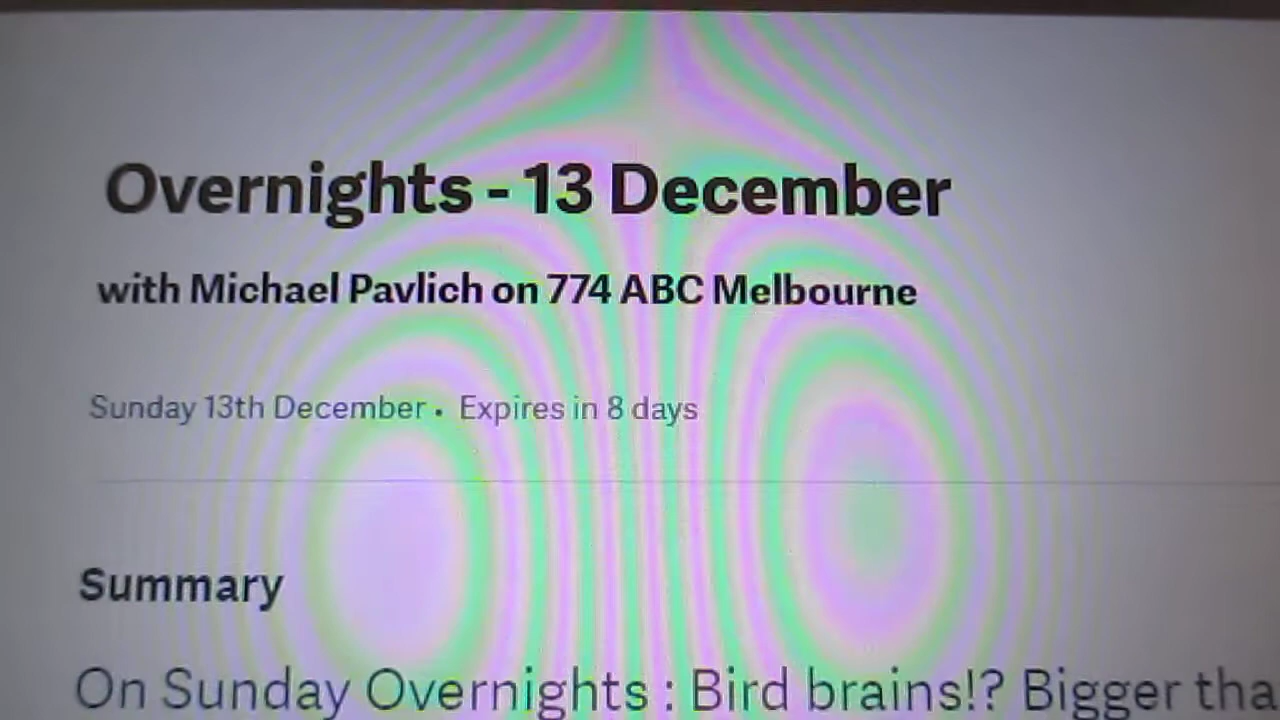 Overnights - 13 December
with Michael Pavlich on 774 ABC Melbourne
Sunday 13th December • Expires in 8 days
Summary
On Sunday Overnights : Bird brains!? Bigger tha